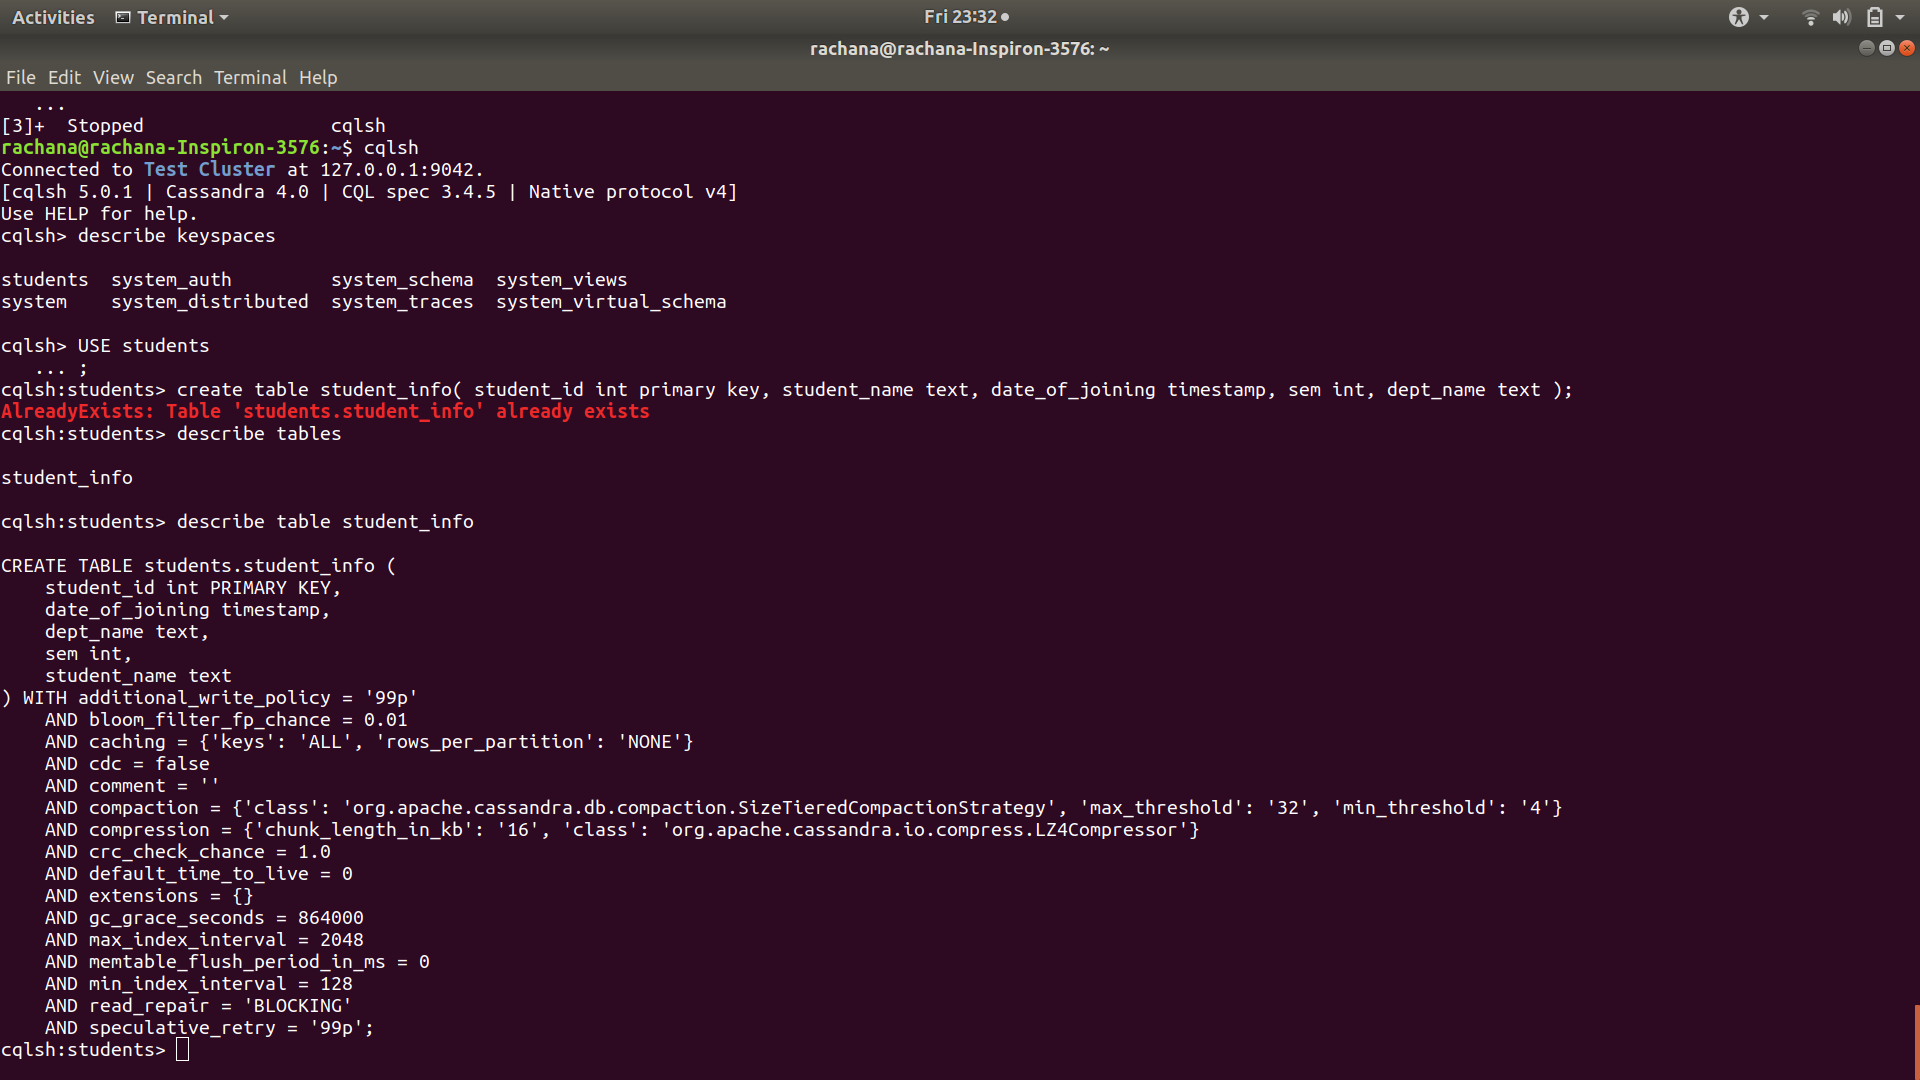 Activities Terminal Fri 23:32
rachana@rachana-Inspiron-3576: ~
File Edit View Search Terminal Help
   ...
[3]+  Stopped                 cqlsh
rachana@rachana-Inspiron-3576:~$ cqlsh
Connected to Test Cluster at 127.0.0.1:9042.
[cqlsh 5.0.1 | Cassandra 4.0 | CQL spec 3.4.5 | Native protocol v4]
Use HELP for help.
cqlsh> describe keyspaces

students  system_auth         system_schema  system_views
system    system_distributed  system_traces  system_virtual_schema

cqlsh> USE students
   ... ;
cqlsh:students> create table student_info( student_id int primary key, student_name text, date_of_joining timestamp, sem int, dept_name text );
AlreadyExists: Table 'students.student_info' already exists
cqlsh:students> describe tables

student_info

cqlsh:students> describe table student_info

CREATE TABLE students.student_info (
    student_id int PRIMARY KEY,
    date_of_joining timestamp,
    dept_name text,
    sem int,
    student_name text
) WITH additional_write_policy = '99p'
    AND bloom_filter_fp_chance = 0.01
    AND caching = {'keys': 'ALL', 'rows_per_partition': 'NONE'}
    AND cdc = false
    AND comment = ''
    AND compaction = {'class': 'org.apache.cassandra.db.compaction.SizeTieredCompactionStrategy', 'max_threshold': '32', 'min_threshold': '4'}
    AND compression = {'chunk_length_in_kb': '16', 'class': 'org.apache.cassandra.io.compress.LZ4Compressor'}
    AND crc_check_chance = 1.0
    AND default_time_to_live = 0
    AND extensions = {}
    AND gc_grace_seconds = 864000
    AND max_index_interval = 2048
    AND memtable_flush_period_in_ms = 0
    AND min_index_interval = 128
    AND read_repair = 'BLOCKING'
    AND speculative_retry = '99p';
cqlsh:students>